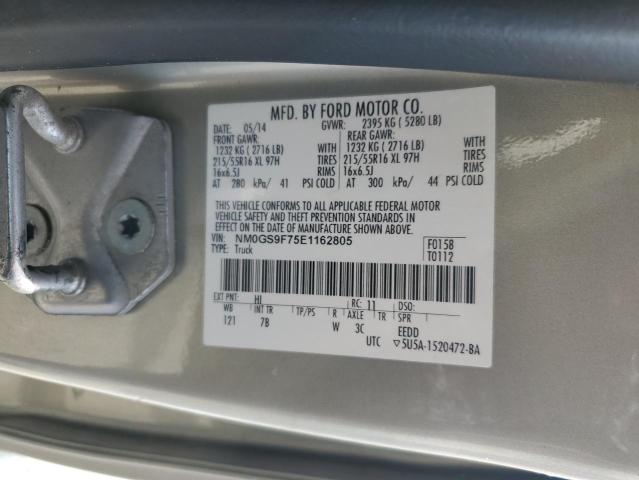 MFD. BY FORD MOTOR CO.
DATE: 05/14 GVWR: 2395 KG ( 5280 LB)
FRONT GAWR: REAR GAWR:
1232 KG ( 2716 LB) WITH 1232 KG ( 2716 LB) WITH
215/55R16 XL 97H TIRES 215/55R16 XL 97H TIRES
16x6.5J RIMS 16x6.5J RIMS
AT 280 kPa/ 41 PSI COLD AT 300 kPa/ 44 PSI COLD
THIS VEHICLE CONFORMS TO ALL APPLICABLE FEDERAL MOTOR
VEHICLE SAFETY AND THEFT PREVENTION STANDARDS IN
EFFECT ON THE DATE OF MANUFACTURE SHOWN ABOVE.
VIN: NM0GS9F75E1162805 F0158
TYPE: Truck T0112
EXT PNT: HI RC: 11 DSO:
WB INT TR TP/PS R AXLE TR SPR
121 7B W 3C EEDD
UTC ▽5U5A-1520472-BA